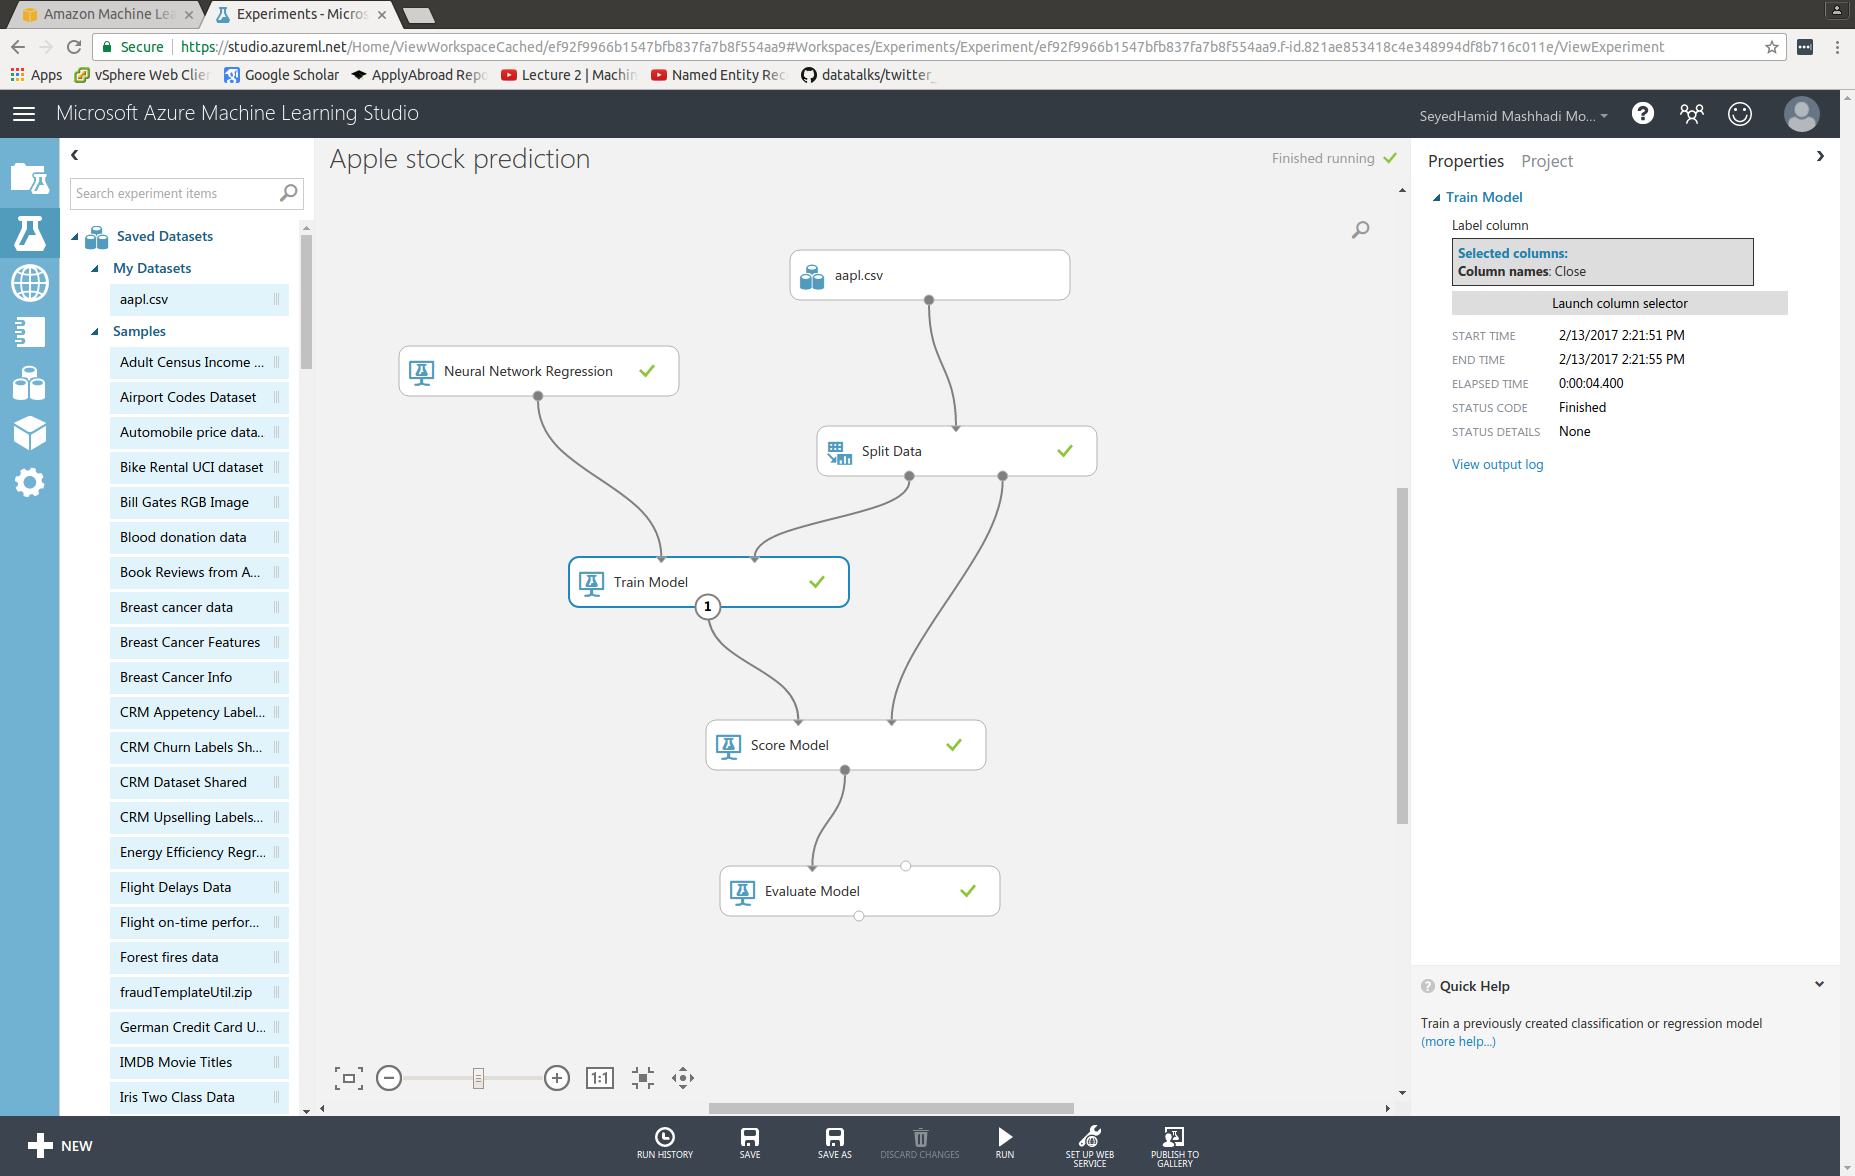 Amazon Machine Lea
Experiments - Micros
Secure
https://studio.azureml.net/Home/ViewWorkspaceCached/ef92f9966b1547bfb837fa7b8f554aa9#Workspaces/Experiments/Experiment/ef92f9966b1547bfb837fa7b8f554aa9.f-id.821ae853418c4e348994df8b716c011e/ViewExperiment
Apps
vSphere Web Clie
Google Scholar
ApplyAbroad Repo
Lecture 2 | Machin
Named Entity Rec
datatalks/twitter_
Microsoft Azure Machine Learning Studio
SeyedHamid Mashhadi Mo...
Search experiment items
Saved Datasets
My Datasets
aapl.csv
Samples
Adult Census Income ...
Airport Codes Dataset
Automobile price data..
Bike Rental UCI dataset
Bill Gates RGB Image
Blood donation data
Book Reviews from A...
Breast cancer data
Breast Cancer Features
Breast Cancer Info
CRM Appetency Label...
CRM Churn Labels Sh...
CRM Dataset Shared
CRM Upselling Labels...
Energy Efficiency Regr...
Flight Delays Data
Flight on-time perfor...
Forest fires data
fraudTemplateUtil.zip
German Credit Card U...
IMDB Movie Titles
Iris Two Class Data
Apple stock prediction
Finished running
aapl.csv
Neural Network Regression
Split Data
Train Model
1
Score Model
Evaluate Model
1:1
Properties
Project
Train Model
Label column
Selected columns:
Column names: Close
Launch column selector
START TIME 2/13/2017 2:21:51 PM
END TIME 2/13/2017 2:21:55 PM
ELAPSED TIME 0:00:04.400
STATUS CODE Finished
STATUS DETAILS None
View output log
Quick Help
Train a previously created classification or regression model
(more help...)
NEW
RUN HISTORY
SAVE
SAVE AS
DISCARD CHANGES
RUN
SET UP WEB
SERVICE
PUBLISH TO
GALLERY